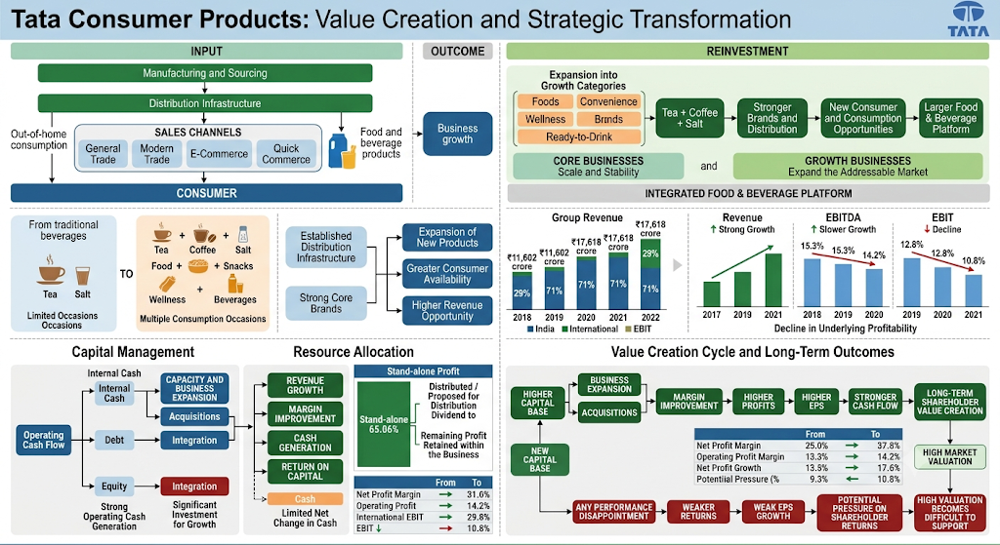 Tata Consumer Products: Value Creation and Strategic Transformation
TATA
INPUT
Manufacturing and Sourcing
Distribution Infrastructure
Out-of-home
consumption
SALES CHANNELS
General
Trade
Modern
Trade
E-Commerce
Quick
Commerce
Food and
beverage
products
CONSUMER
OUTCOME
Business
growth
REINVESTMENT
Expansion into
Growth Categories
Foods
Convenience
Wellness
Brnds
Ready-to-Drink
Tea + Coffee
+ Salt
Stronger
Brands and
Distribution
New Consumer
and Consumption
Opportunities
Larger Food
& Beverage
Platform
CORE BUSINESSES
Scale and Stability
and
GROWTH BUSINESSES
Expand the Addressable Market
INTEGRATED FOOD & BEVERAGE PLATFORM
From traditional
beverages
Tea
Salt
Limited Occasions
Occasions
TO
+ + 
Tea
Coffee
Salt
Food +
+ Snacks
+
Wellness
Beverages
Multiple Consumption Occasions
Established
Distribution
Infrastructure
Strong Core
Brands
Expansion of
New Products
Greater Consumer
Availability
Higher Revenue
Opportunity
Group Revenue
₹11,602
crore
₹11,602
crore
₹17,618
crore
₹17,618
crore
₹17,618
crore
29%
29%
71%
71%
71%
71%
2018
2019
2020
2021
2022
India
International
EBIT
Revenue
↑ Strong Growth
2017
2019
2021
EBITDA
↑ Slower Growth
15.3%
15.3%
14.2%
2018
2019
2020
EBIT
↓ Decline
12.8%
12.8%
10.8%
2019
2020
2021
Decline in Underlying Profitability
Capital Management
Internal Cash
Operating
Cash Flow
Internal
Cash
Debt
Equity
Strong
Operating Cash
Generation
CAPACITY AND
BUSINESS
EXPANSION
Acquisitions
Integration
Integration
Significant
Investment
for Growth
Resource Allocation
REVENUE
GROWTH
MARGIN
IMPROVEMENT
CASH
GENERATION
RETURN ON
CAPITAL
Cash
Limited Net
Change in Cash
Stand-alone Profit
Stand-alone
65.06%
Distributed /
Proposed for
Distribution
Dividend to
Remaining Profit
Retained within
the Business
From To
Net Profit Margin → 31.6%
Operating Profit → 14.2%
International EBIT → 29.8%
EBIT ↓ → 10.8%
Value Creation Cycle and Long-Term Outcomes
HIGHER
CAPITAL
BASE
BUSINESS
EXPANSION
ACQUISITIONS
MARGIN
IMPROVEMENT
HIGHER
PROFITS
HIGHER
EPS
STRONGER
CASH FLOW
LONG-TERM
SHAREHOLDER
VALUE CREATION
NEW
CAPITAL
BASE
From To
Net Profit Margin 25.0% → 37.8%
Operating Profit Margin 13.3% → 14.2%
Net Profit Growth 13.5% → 17.6%
Potential Pressure (% 9.3% ← 10.8%
HIGH MARKET
VALUATION
ANY PERFORMANCE
DISAPPOINTMENT
WEAKER
RETURNS
WEAK EPS
GROWTH
POTENTIAL
PRESSURE ON
SHAREHOLDER
RETURNS
HIGH VALUATION
BECOMES
DIFFICULT TO
SUPPORT